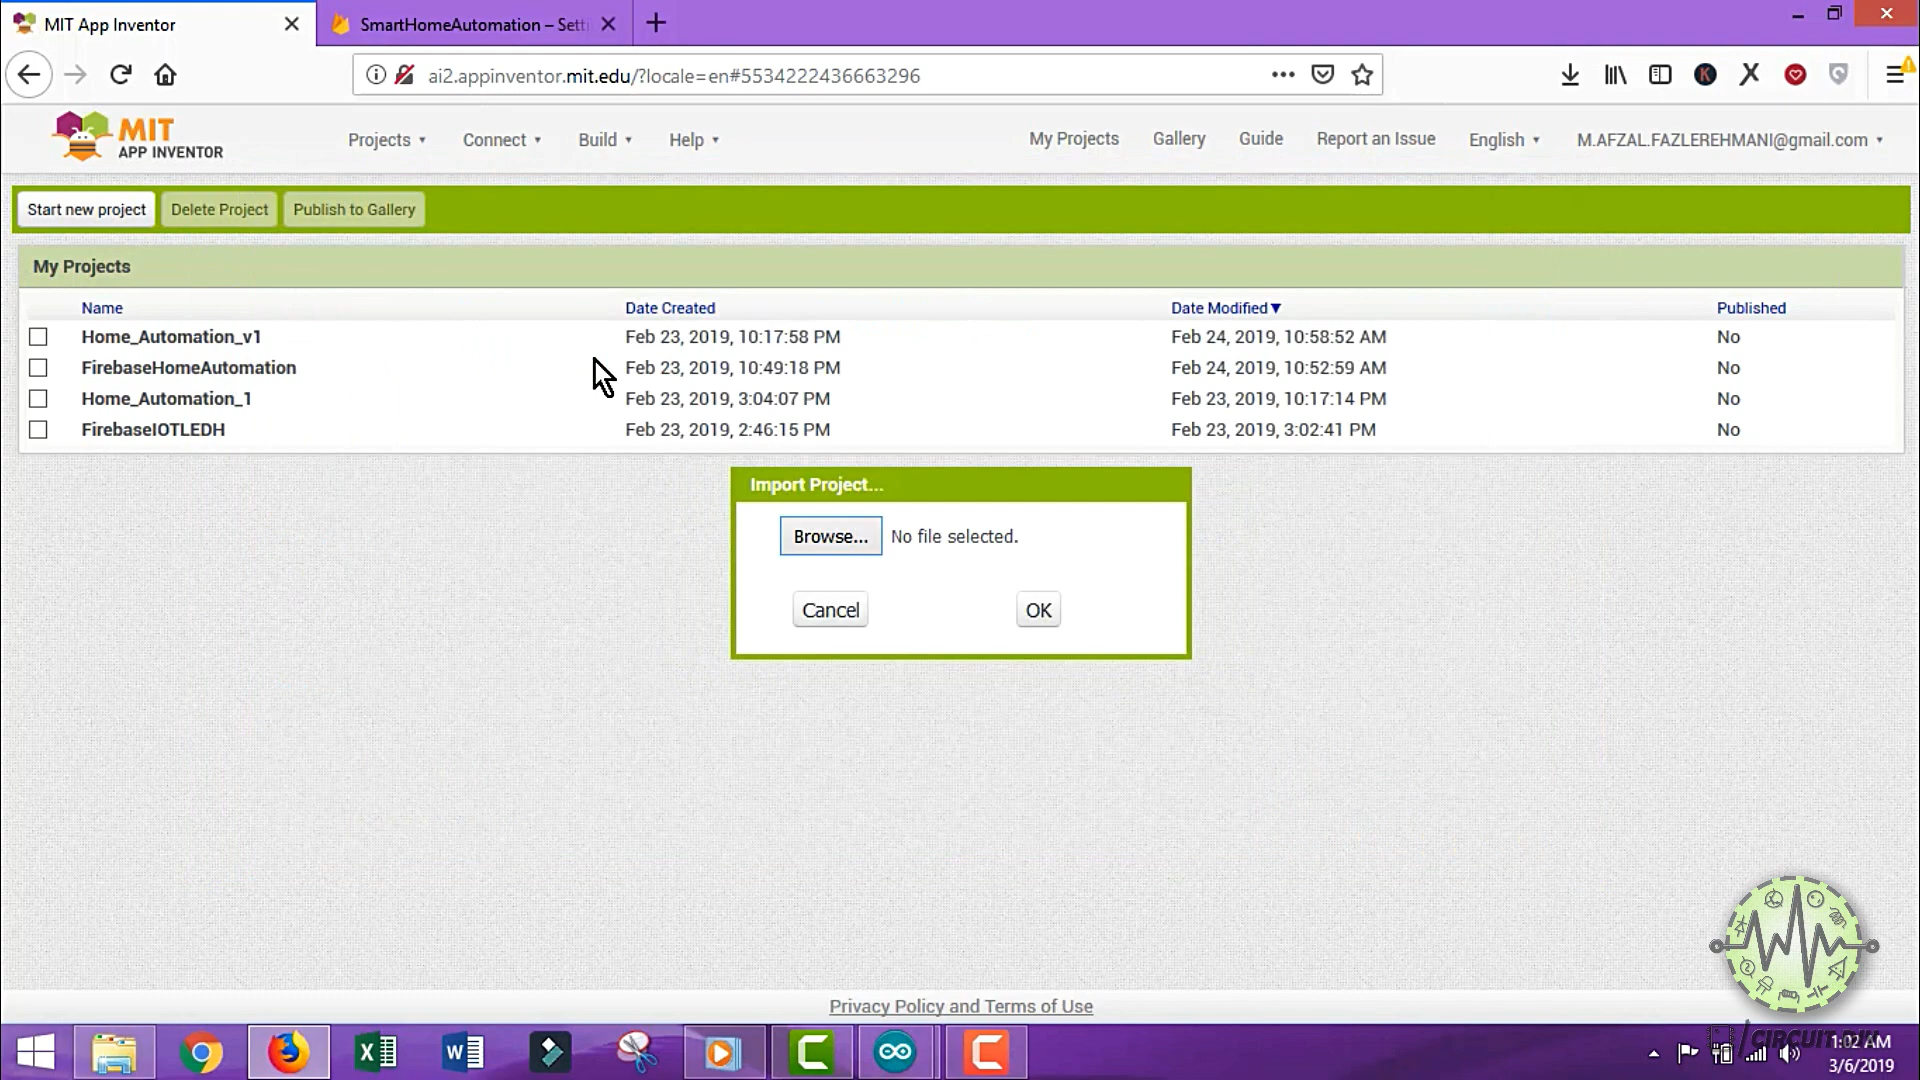 MIT App Inventor
SmartHomeAutomation – Setti
ai2.appinventor.mit.edu/?locale=en#5534222436663296
MIT
APP INVENTOR
Projects
Connect
Build
Help
My Projects
Gallery
Guide
Report an Issue
English
M.AFZAL.FAZLEREHMANI@gmail.com
Start new project
Delete Project
Publish to Gallery
My Projects
Name Date Created Date Modified Published
Home_Automation_v1 Feb 23, 2019, 10:17:58 PM Feb 24, 2019, 10:58:52 AM No
FirebaseHomeAutomation Feb 23, 2019, 10:49:18 PM Feb 24, 2019, 10:52:59 AM No
Home_Automation_1 Feb 23, 2019, 3:04:07 PM Feb 23, 2019, 10:17:14 PM No
FirebaseIOTLEDH Feb 23, 2019, 2:46:15 PM Feb 23, 2019, 3:02:41 PM No
Import Project...
Browse... No file selected.
Cancel OK
Privacy Policy and Terms of Use
1:02 AM
3/6/2019